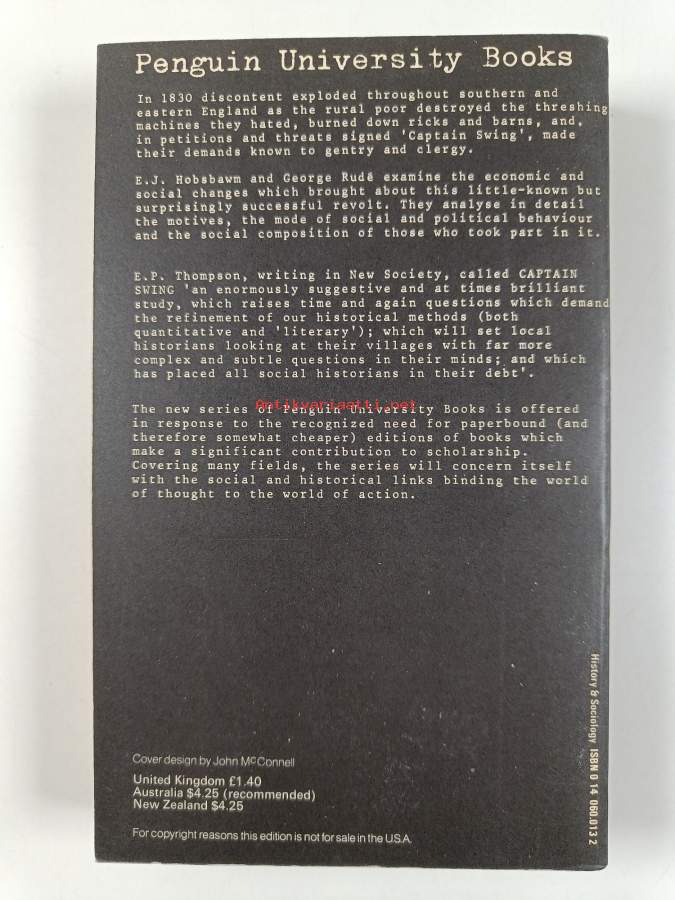 Penguin University Books
In 1830 discontent exploded throughout southern and
eastern England as the rural poor destroyed the threshing
machines they hated, burned down ricks and barns, and,
in petitions and threats signed 'Captain Swing', made
their demands known to gentry and clergy.
E.J. Hobsbawm and George Rudé examine the economic and
social changes which brought about this little-known but
surprisingly successful revolt. They analyse in detail
the motives, the mode of social and political behaviour
and the social composition of those who took part in it.
E.P. Thompson, writing in New Society, called CAPTAIN
SWING 'an enormously suggestive and at times brilliant
study, which raises time and again questions which demand
the refinement of our historical methods (both
quantitative and 'literary'); which will set local
historians looking at their villages with far more
complex and subtle questions in their minds; and which
has placed all social historians in their debt'.
Antikvariaatti.net
The new series of Penguin University Books is offered
in response to the recognized need for paperbound (and
therefore somewhat cheaper) editions of books which
make a significant contribution to scholarship.
Covering many fields, the series will concern itself
with the social and historical links binding the world
of thought to the world of action.
Cover design by John McConnell
United Kingdom £1.40
Australia $4.25 (recommended)
New Zealand $4.25
For copyright reasons this edition is not for sale in the U.S.A.
History & Sociology ISBN 0 14 060.013 2